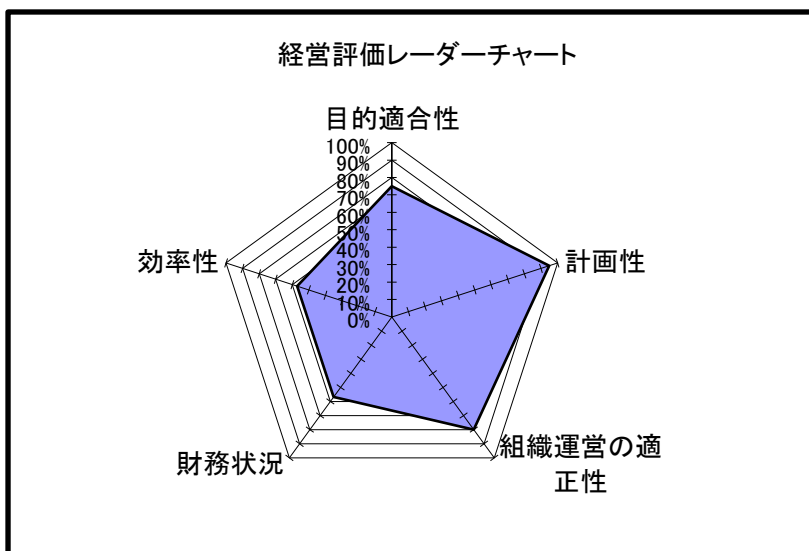 経営評価レーダーチャート
目的適合性
100%
90%
80%
70%
60%
50%
40%
30%
20%
10%
0%
効率性
計画性
財務状況
組織運営の適
正性